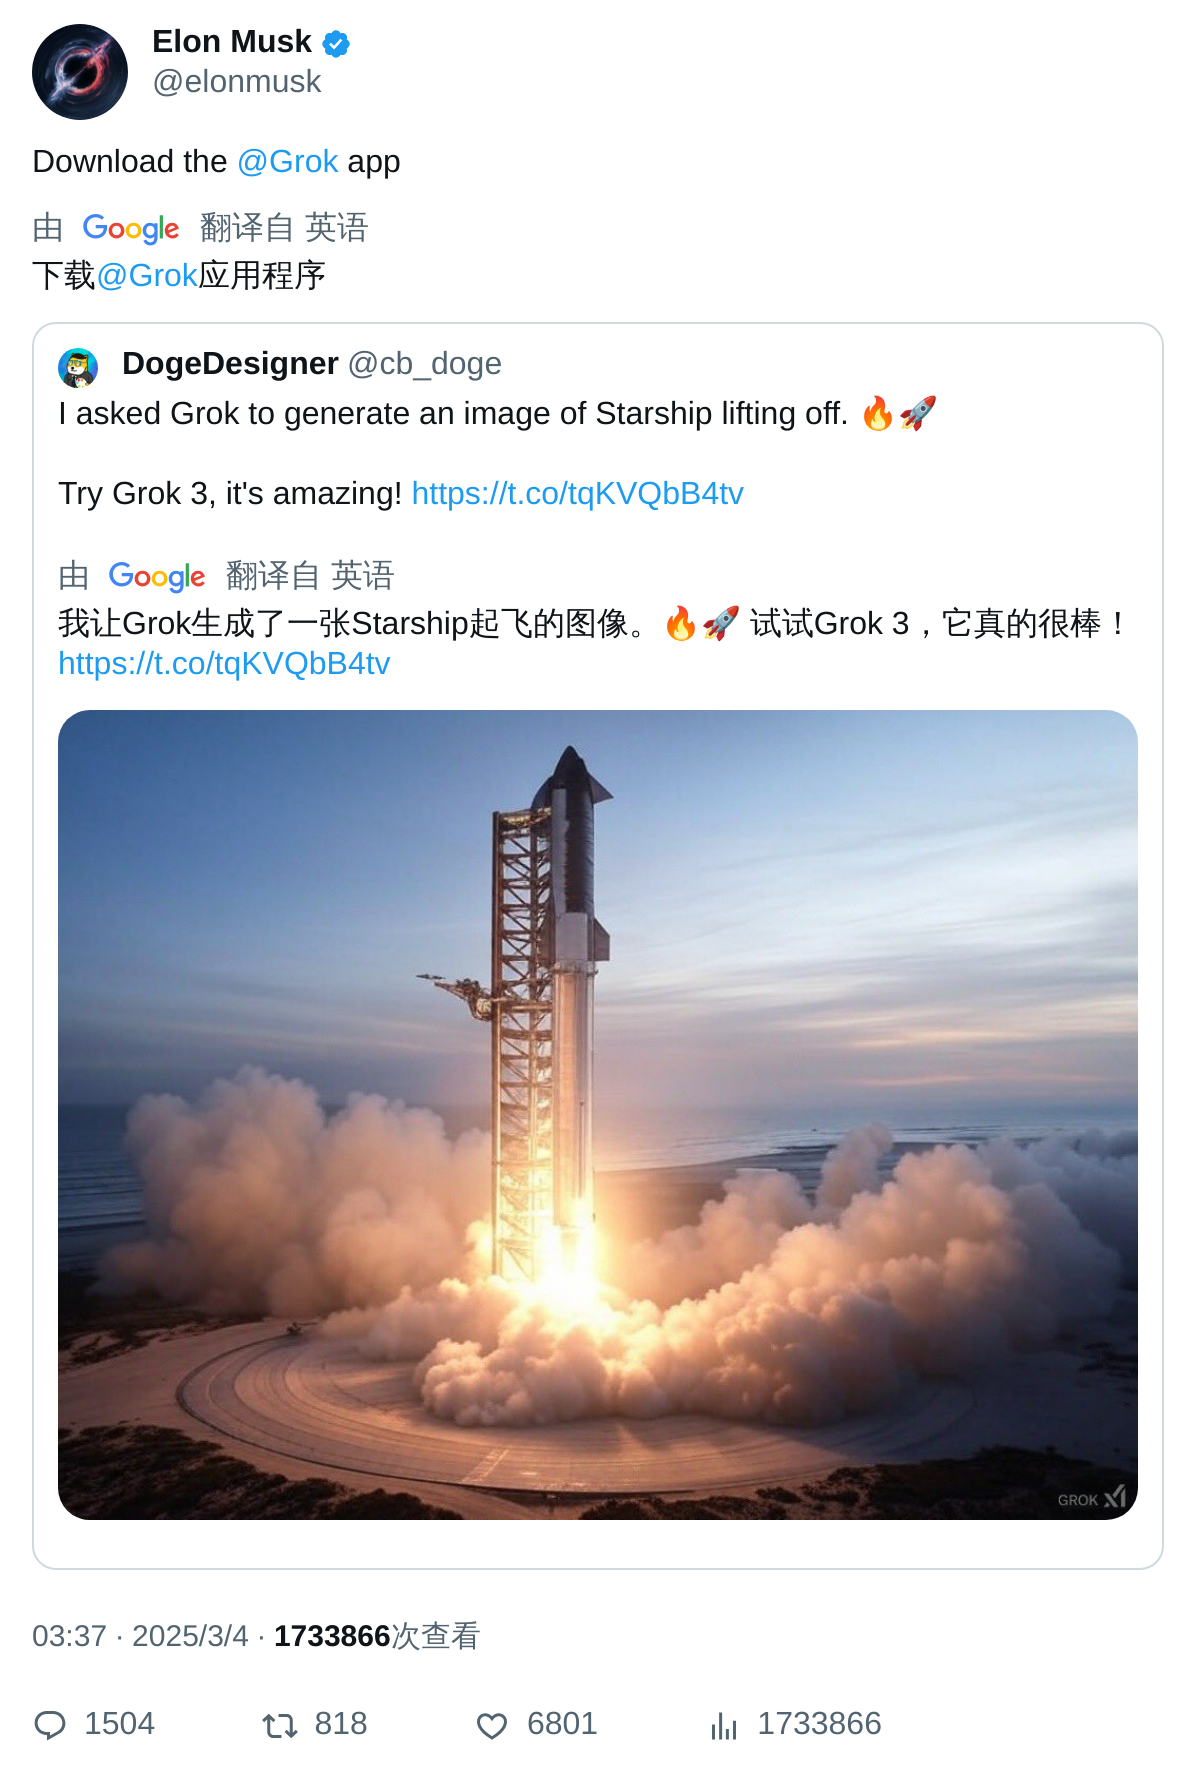 Elon Musk
@elonmusk
Download the @Grok app
由 Google 翻译自 英语
下载@Grok应用程序
DogeDesigner @cb_doge
I asked Grok to generate an image of Starship lifting off. 🔥🚀
Try Grok 3, it's amazing! https://t.co/tqKVQbB4tv
由 Google 翻译自 英语
我让Grok生成了一张Starship起飞的图像。🔥🚀 试试Grok 3，它真的很棒！
https://t.co/tqKVQbB4tv
GROK
03:37 · 2025/3/4 · 1733866次查看
1504 818 6801 1733866